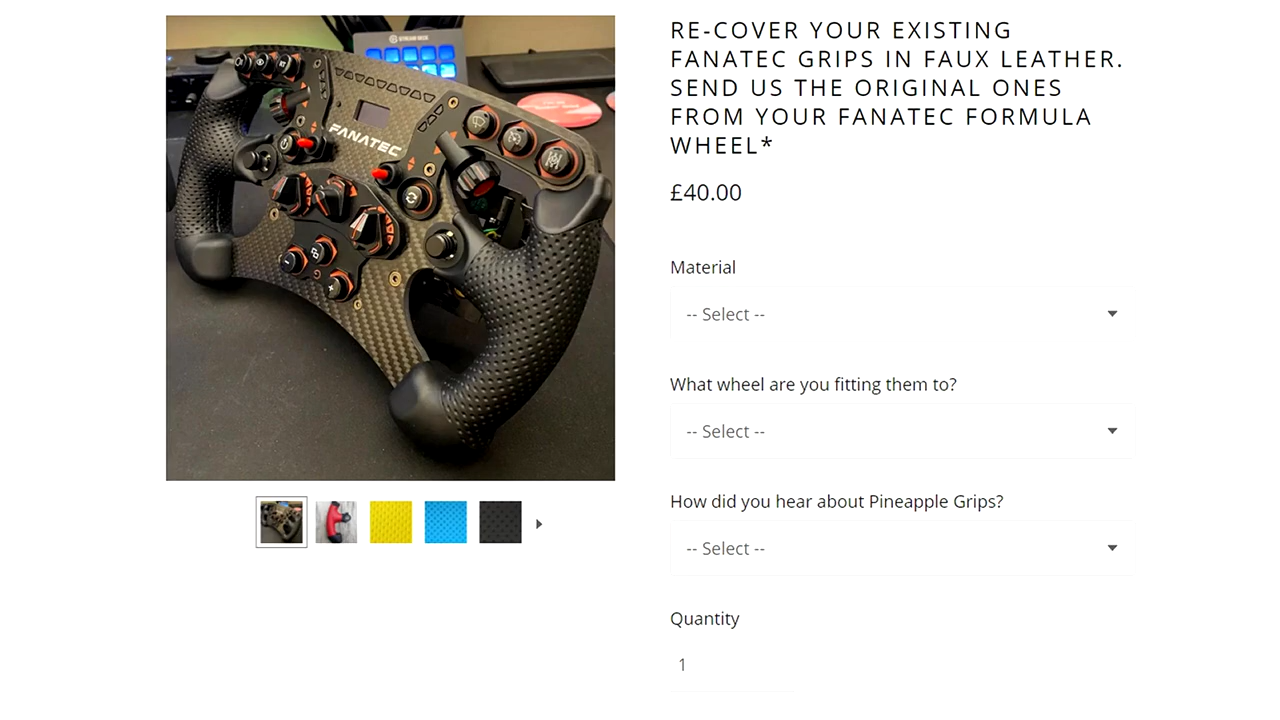 STREAM DECK
FANATEC
RE-COVER YOUR EXISTING
FANATEC GRIPS IN FAUX LEATHER.
SEND US THE ORIGINAL ONES
FROM YOUR FANATEC FORMULA
WHEEL*
£40.00
Material
-- Select --
What wheel are you fitting them to?
-- Select --
How did you hear about Pineapple Grips?
-- Select --
Quantity
1